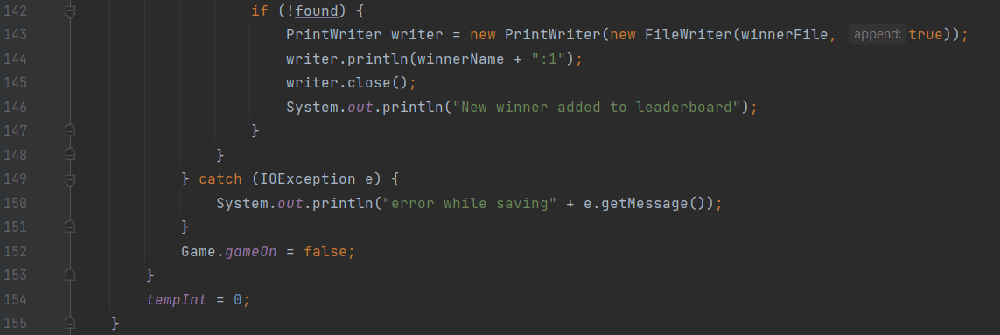 142 if (!found) {
143 PrintWriter writer = new PrintWriter(new FileWriter(winnerFile, append: true));
144 writer.println(winnerName + ":1");
145 writer.close();
146 System.out.println("New winner added to leaderboard");
147 }
148 }
149 } catch (IOException e) {
150 System.out.println("error while saving" + e.getMessage());
151 }
152 Game.gameOn = false;
153 }
154 tempInt = 0;
155 }